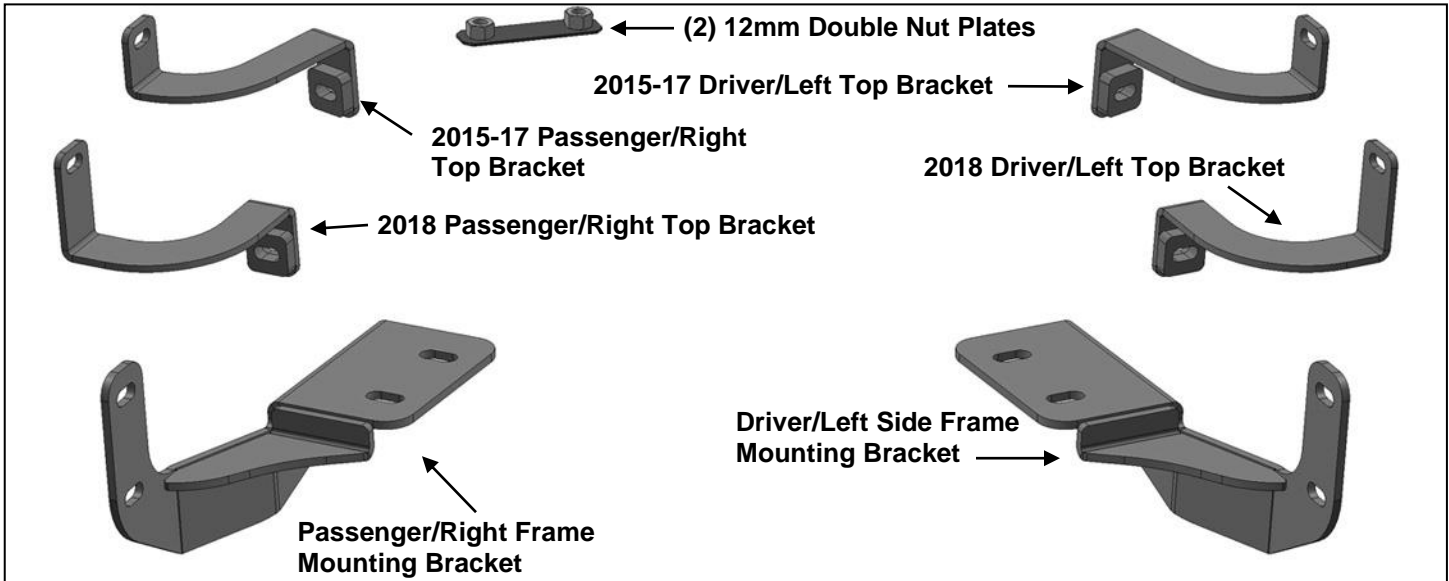 (2) 12mm Double Nut Plates
2015-17 Driver/Left Top Bracket
2015-17 Passenger/Right
Top Bracket
2018 Driver/Left Top Bracket
2018 Passenger/Right Top Bracket
Driver/Left Side Frame
Mounting Bracket
Passenger/Right Frame
Mounting Bracket